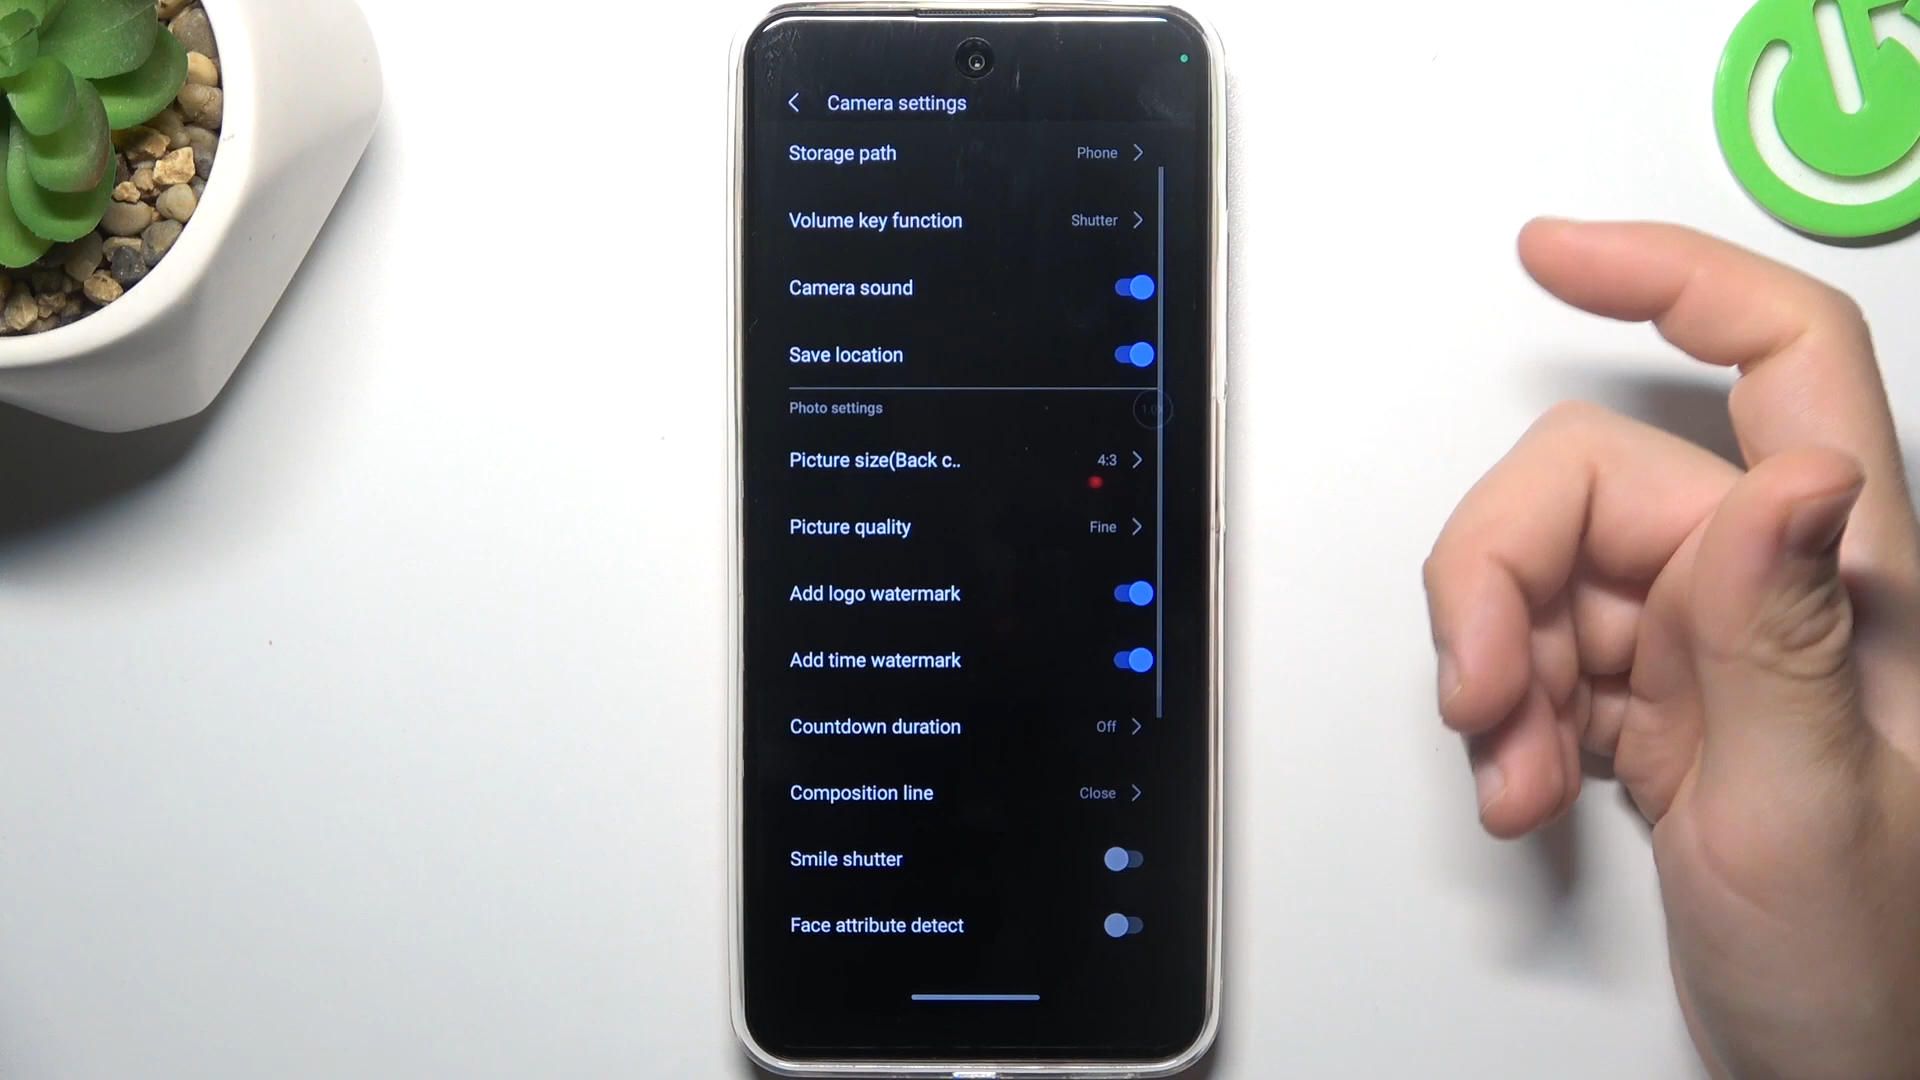 Camera settings
Storage path Phone
Volume key function Shutter
Camera sound
Save location
Photo settings
Picture size(Back c.. 4:3
Picture quality Fine
Add logo watermark
Add time watermark
Countdown duration Off
Composition line Close
Smile shutter
Face attribute detect